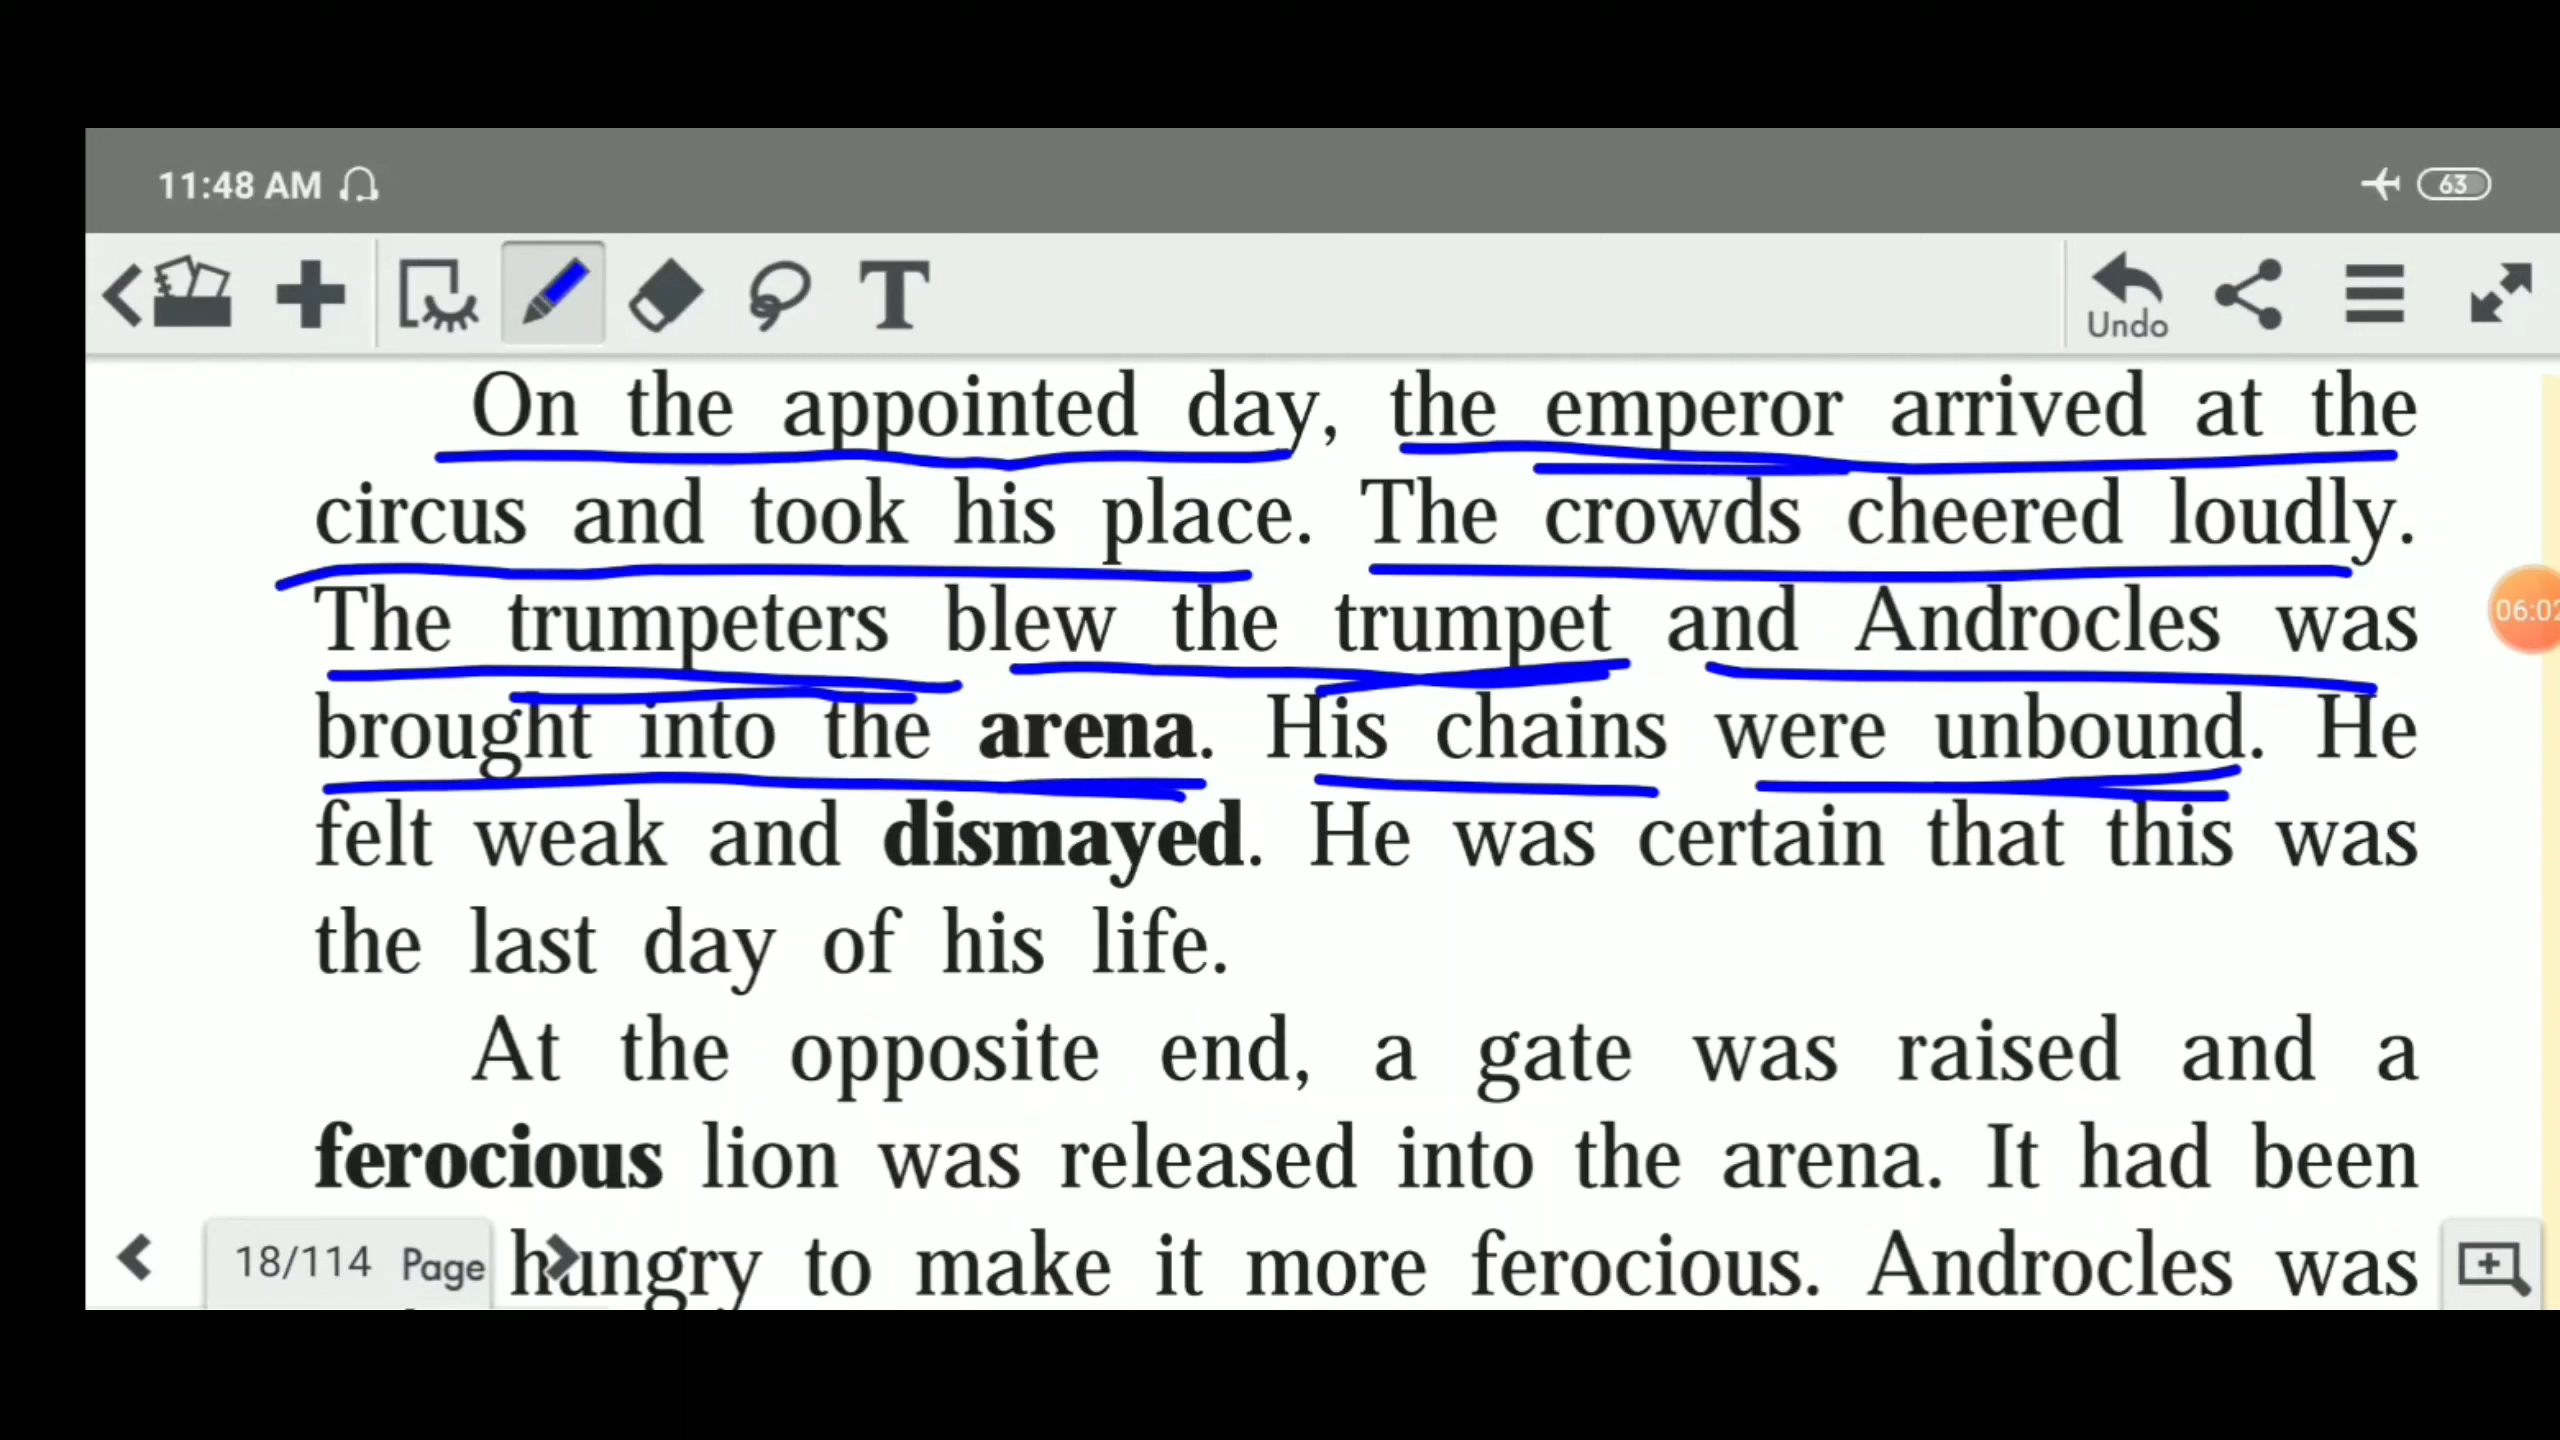 11:48 AM 63
Undo
On the appointed day, the emperor arrived at the
circus and took his place. The crowds cheered loudly.
The trumpeters blew the trumpet and Androcles was
06:02
brought into the arena. His chains were unbound. He
felt weak and dismayed. He was certain that this was
the last day of his life.
At the opposite end, a gate was raised and a
ferocious lion was released into the arena. It had been
hungry to make it more ferocious. Androcles was
18/114 Page